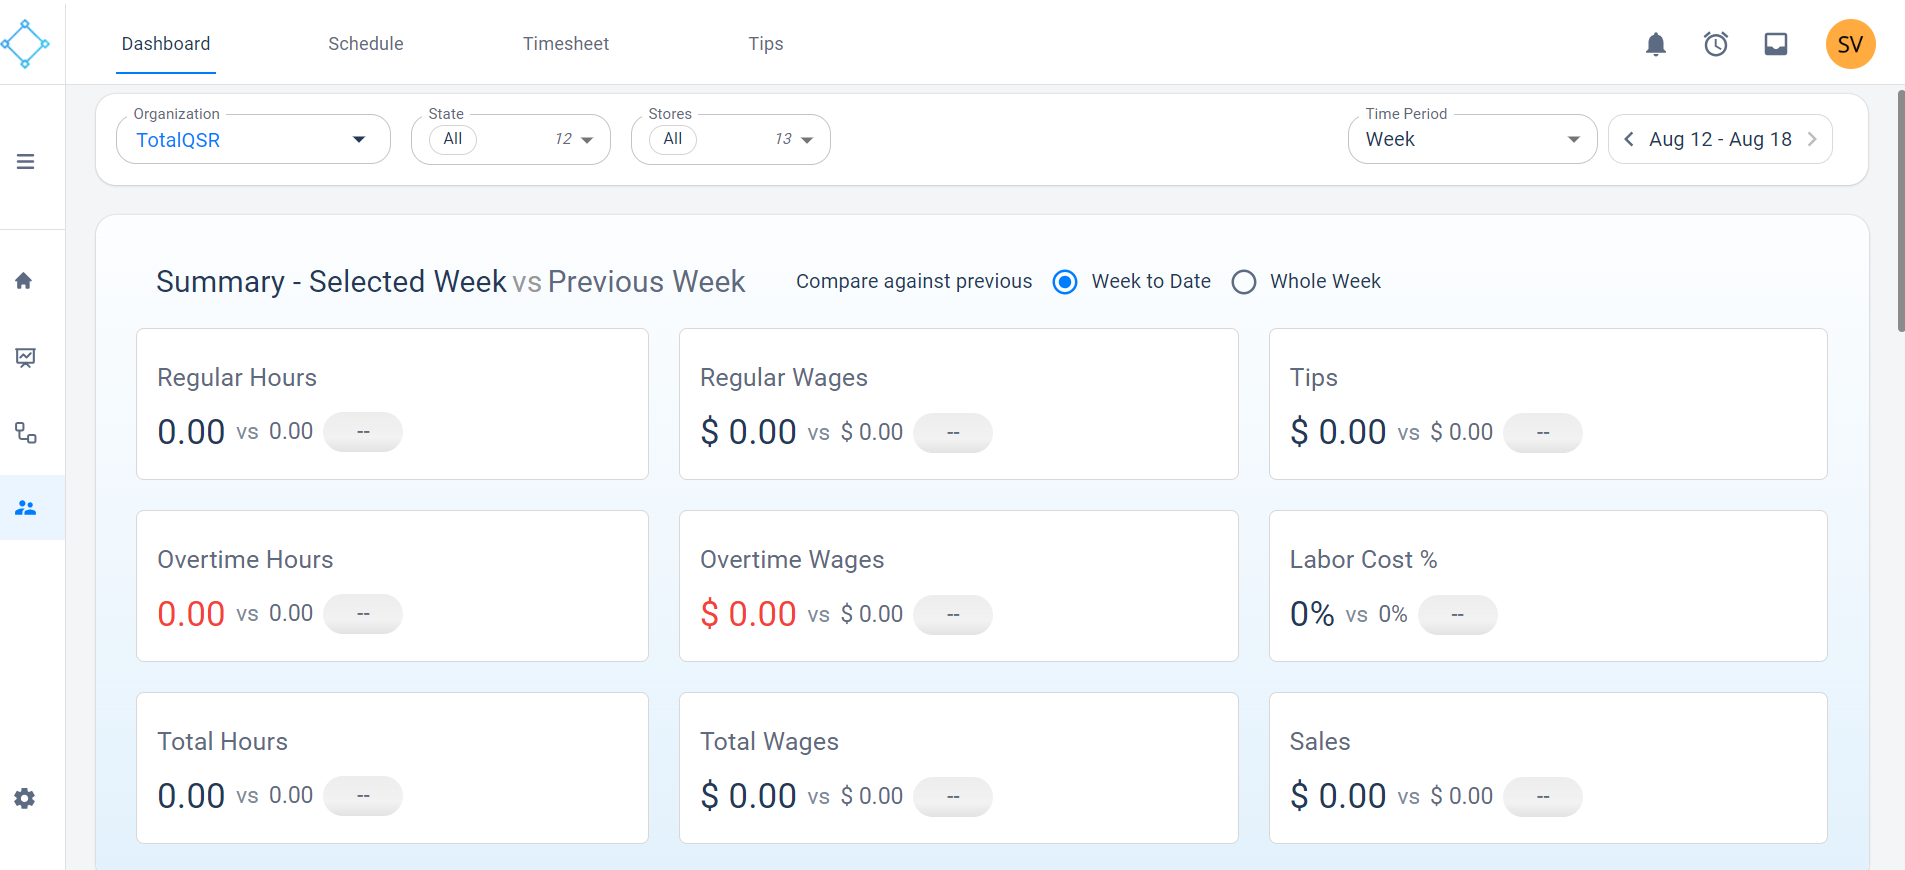 Dashboard Schedule Timesheet Tips SV
Organization State Stores Time Period
TotalQSR All 12 All 13 Week Aug 12 - Aug 18
Summary - Selected Week vs Previous Week Compare against previous Week to Date Whole Week
Regular Hours
0.00 vs 0.00 --
Regular Wages
$ 0.00 vs $ 0.00 --
Tips
$ 0.00 vs $ 0.00 --
Overtime Hours
0.00 vs 0.00 --
Overtime Wages
$ 0.00 vs $ 0.00 --
Labor Cost %
0% vs 0% --
Total Hours
0.00 vs 0.00 --
Total Wages
$ 0.00 vs $ 0.00 --
Sales
$ 0.00 vs $ 0.00 --